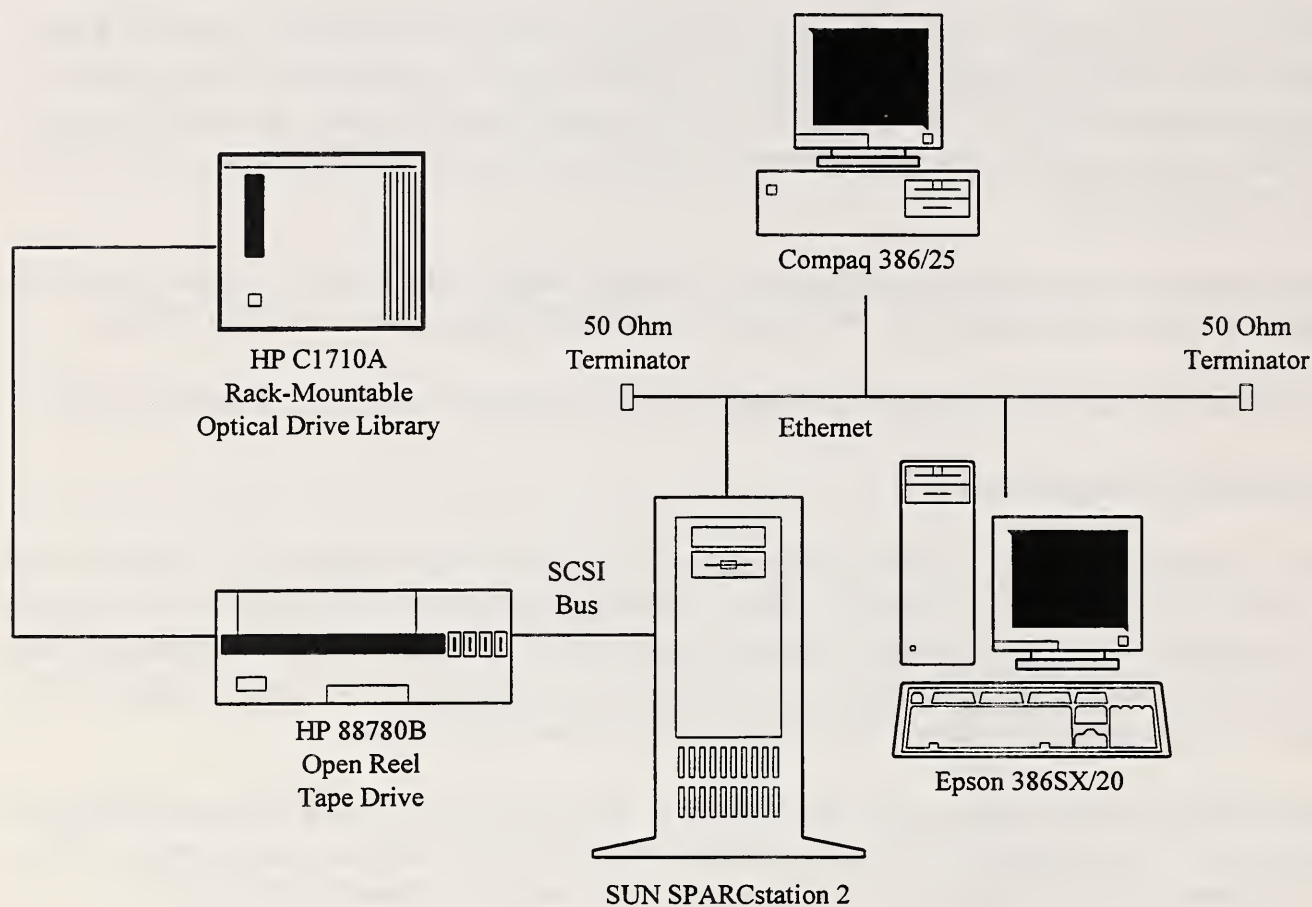 Compaq 386/25
50 Ohm
Terminator
50 Ohm
Terminator
HP C1710A
Rack-Mountable
Optical Drive Library
Ethernet
SCSI
Bus
HP 88780B
Open Reel
Tape Drive
Epson 386SX/20
SUN SPARCstation 2